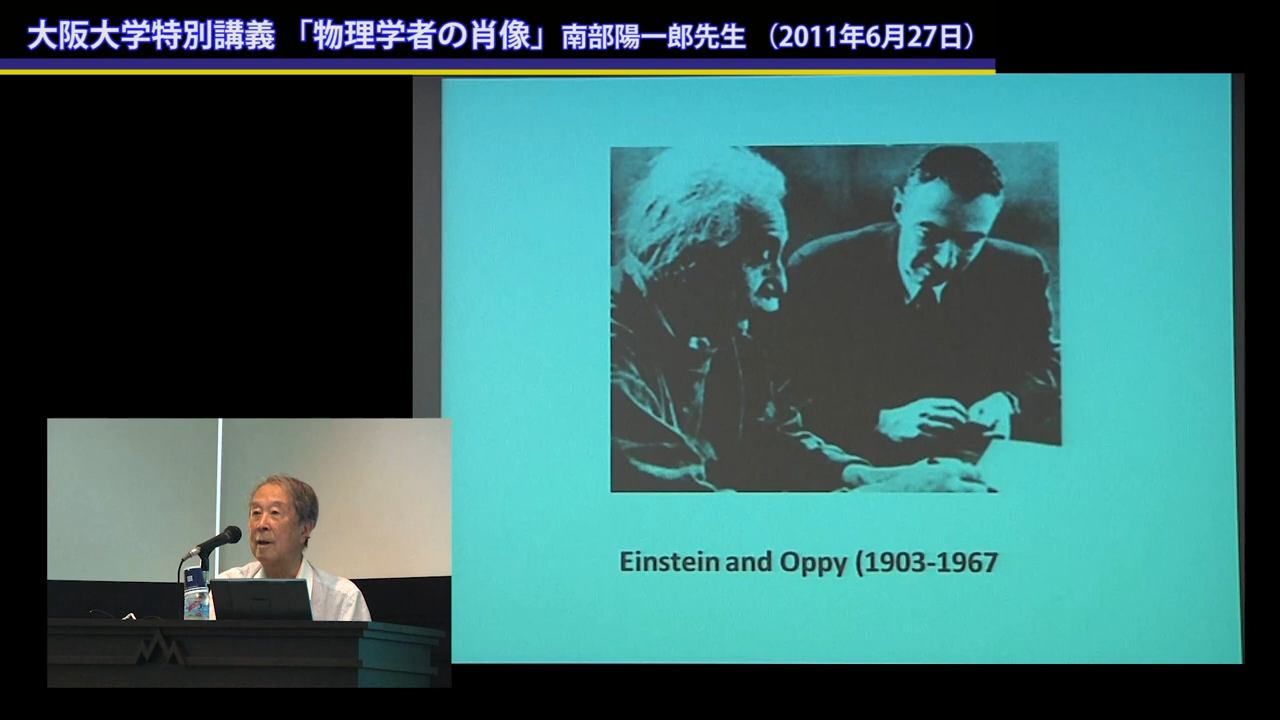 大阪大学特別講義 「物理学者の肖像」 南部陽一郎先生 （2011年6月27日）
Einstein and Oppy (1903-1967